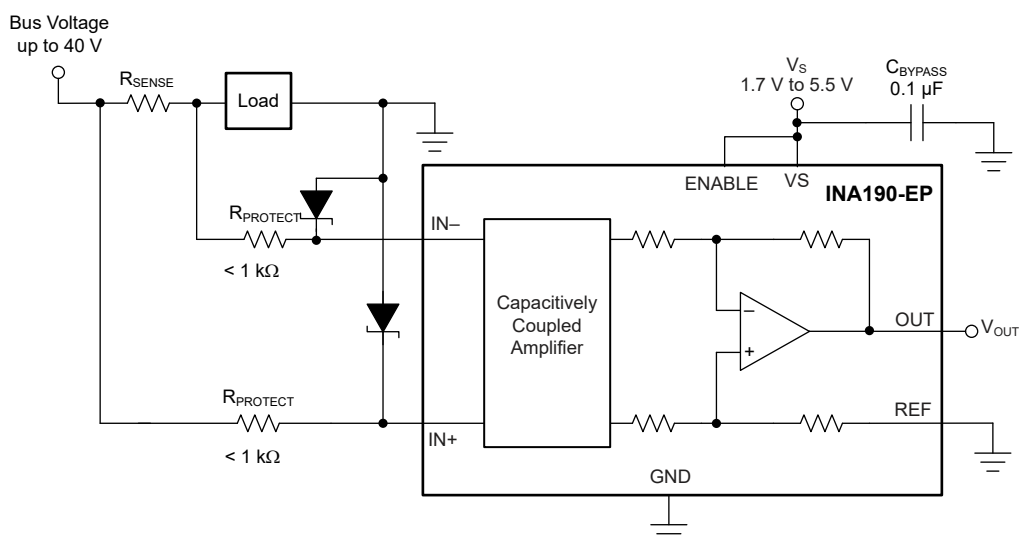 Bus Voltage
up to 40 V
RSENSE
Load
VS
1.7 V to 5.5 V
CBYPASS
0.1 µF
ENABLE
VS
INA190-EP
RPROTECT
< 1 kΩ
IN–
Capacitively
Coupled
Amplifier
–
+
OUT
VOUT
RPROTECT
< 1 kΩ
IN+
REF
GND